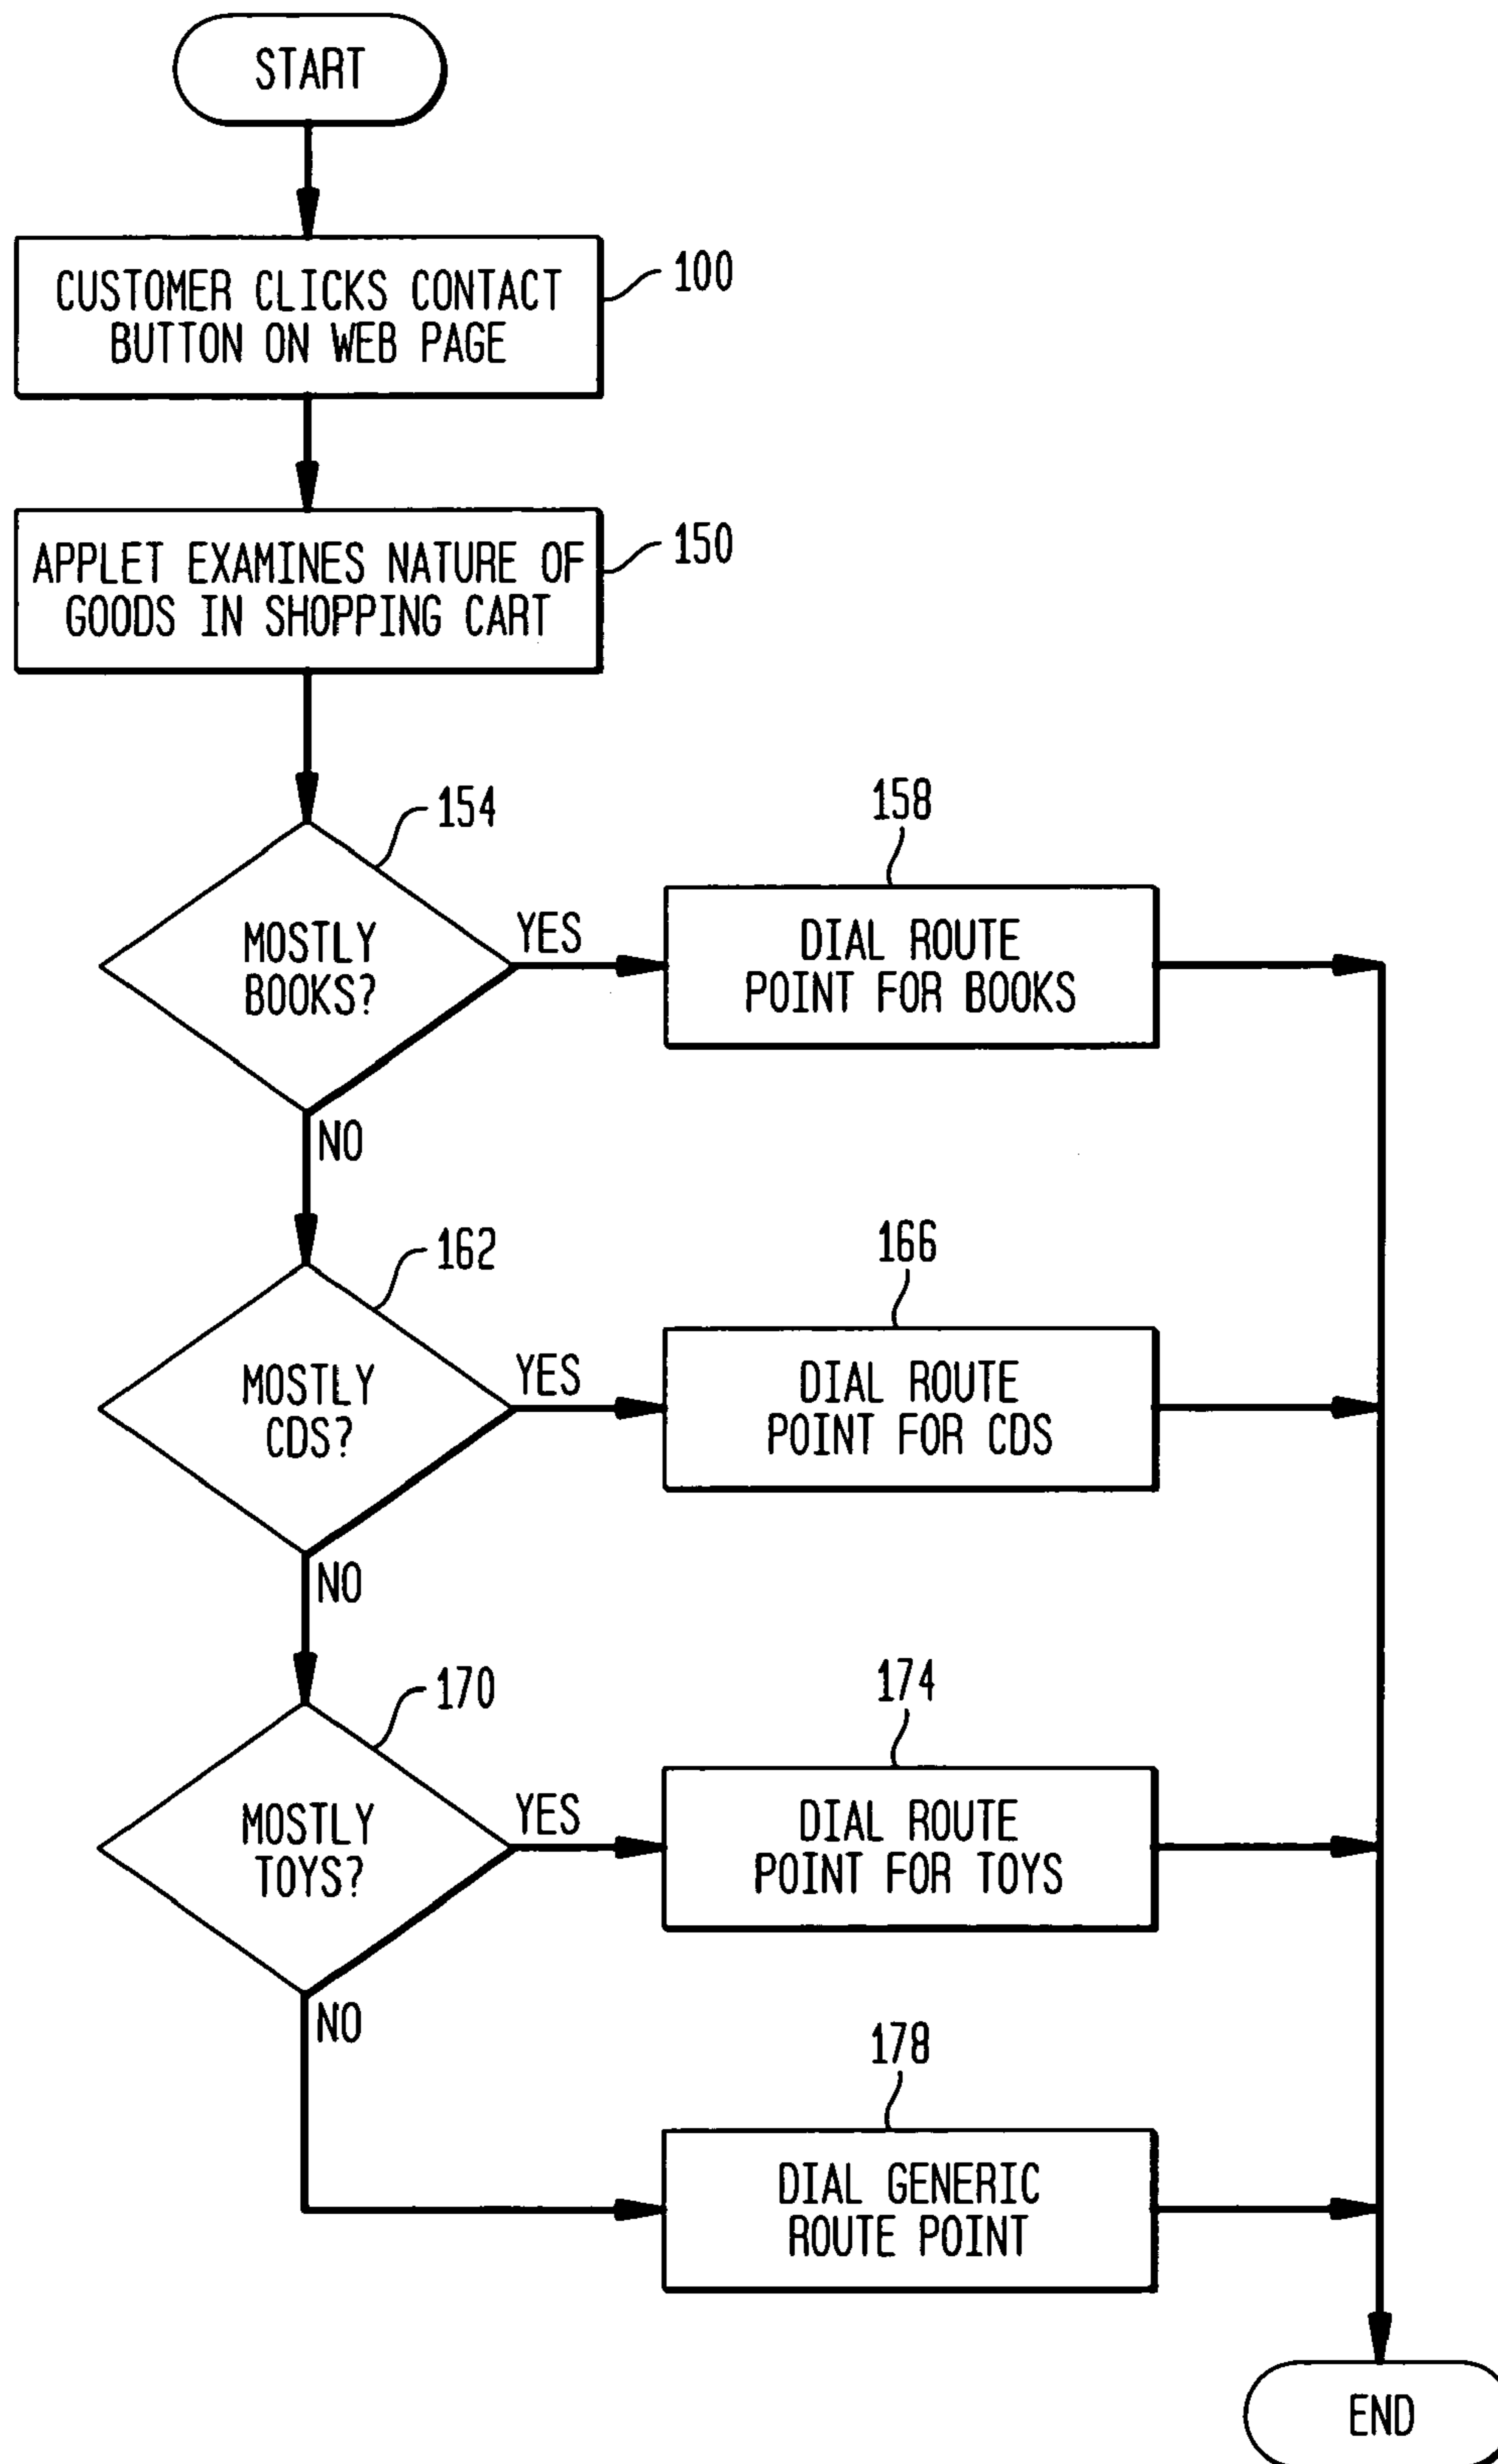 START
CUSTOMER CLICKS CONTACT
BUTTON ON WEB PAGE
100
APPLET EXAMINES NATURE OF
GOODS IN SHOPPING CART
150
154
MOSTLY
BOOKS?
YES
158
DIAL ROUTE
POINT FOR BOOKS
NO
162
MOSTLY
CDS?
YES
166
DIAL ROUTE
POINT FOR CDS
NO
170
MOSTLY
TOYS?
YES
174
DIAL ROUTE
POINT FOR TOYS
NO
178
DIAL GENERIC
ROUTE POINT
END